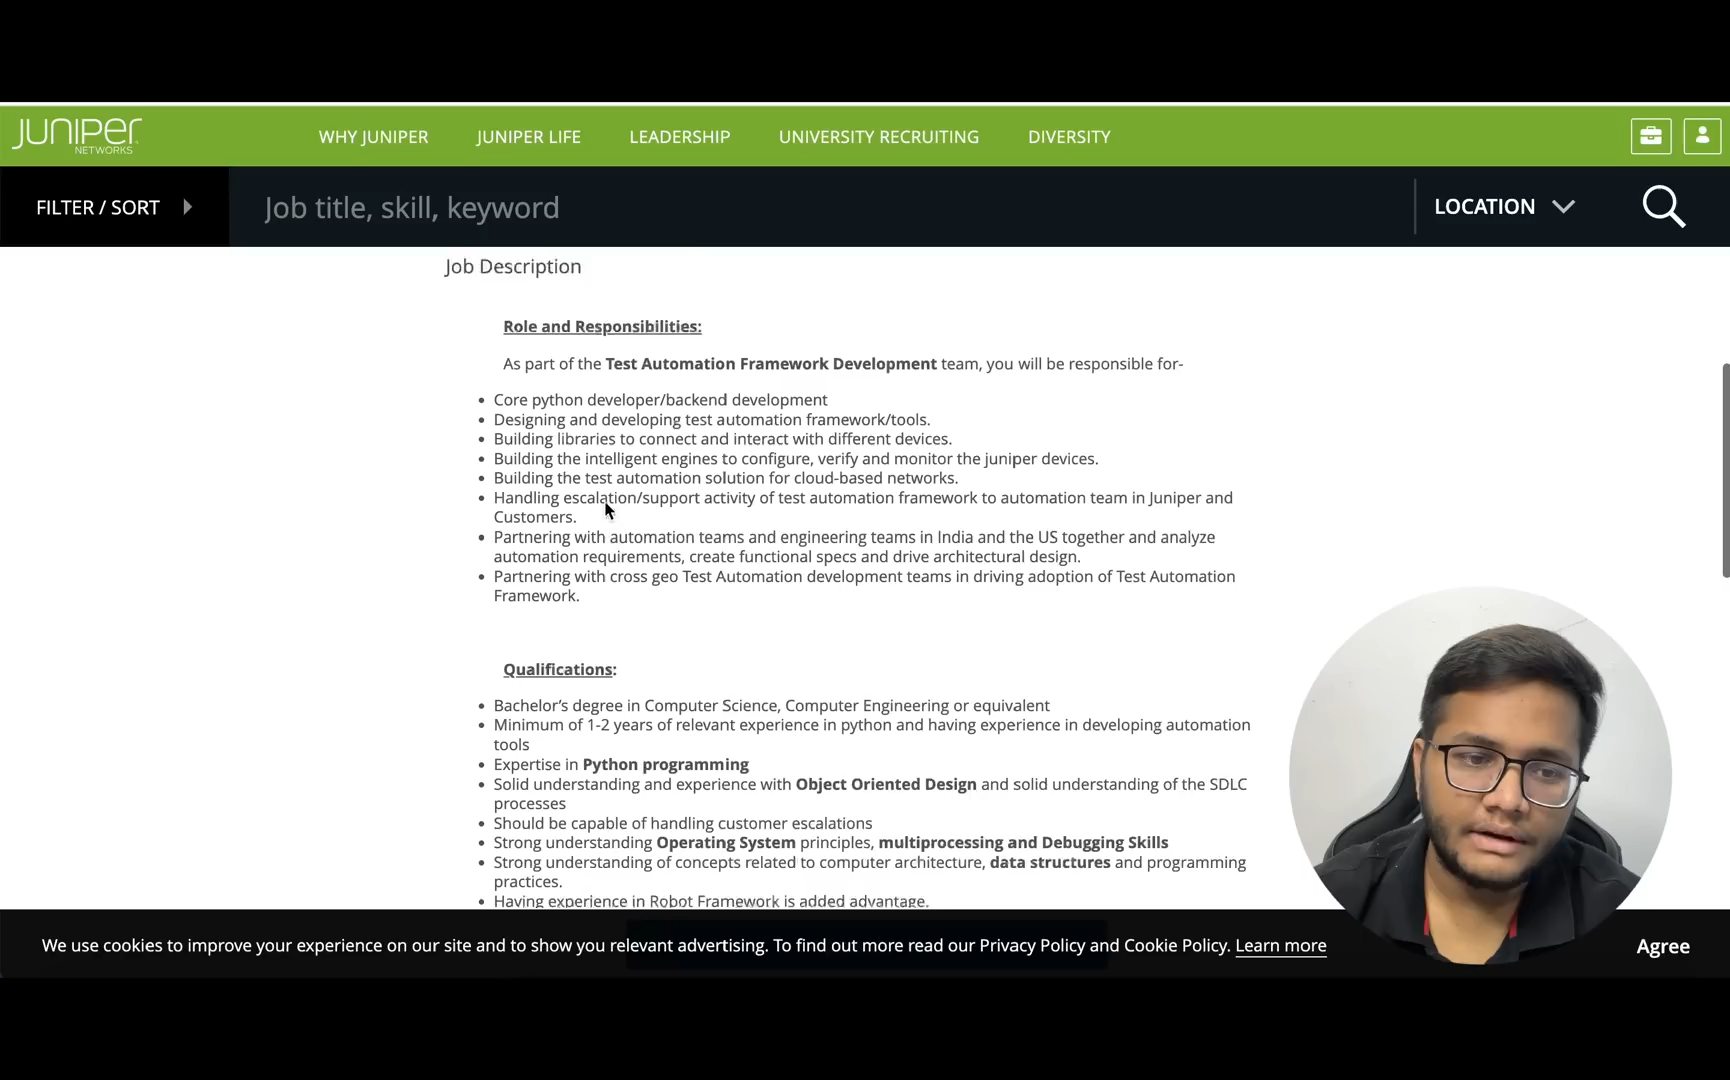 JUNIPER
NETWORKS
WHY JUNIPER
JUNIPER LIFE
LEADERSHIP
UNIVERSITY RECRUITING
DIVERSITY
FILTER / SORT
Job title, skill, keyword
LOCATION
Job Description
Role and Responsibilities:
As part of the Test Automation Framework Development team, you will be responsible for-
Core python developer/backend development
Designing and developing test automation framework/tools.
Building libraries to connect and interact with different devices.
Building the intelligent engines to configure, verify and monitor the juniper devices.
Building the test automation solution for cloud-based networks.
Handling escalation/support activity of test automation framework to automation team in Juniper and
Customers.
Partnering with automation teams and engineering teams in India and the US together and analyze
automation requirements, create functional specs and drive architectural design.
Partnering with cross geo Test Automation development teams in driving adoption of Test Automation
Framework.
Qualifications:
Bachelor’s degree in Computer Science, Computer Engineering or equivalent
Minimum of 1-2 years of relevant experience in python and having experience in developing automation
tools
Expertise in Python programming
Solid understanding and experience with Object Oriented Design and solid understanding of the SDLC
processes
Should be capable of handling customer escalations
Strong understanding Operating System principles, multiprocessing and Debugging Skills
Strong understanding of concepts related to computer architecture, data structures and programming
practices.
Having experience in Robot Framework is added advantage.
We use cookies to improve your experience on our site and to show you relevant advertising. To find out more read our Privacy Policy and Cookie Policy. Learn more
Agree